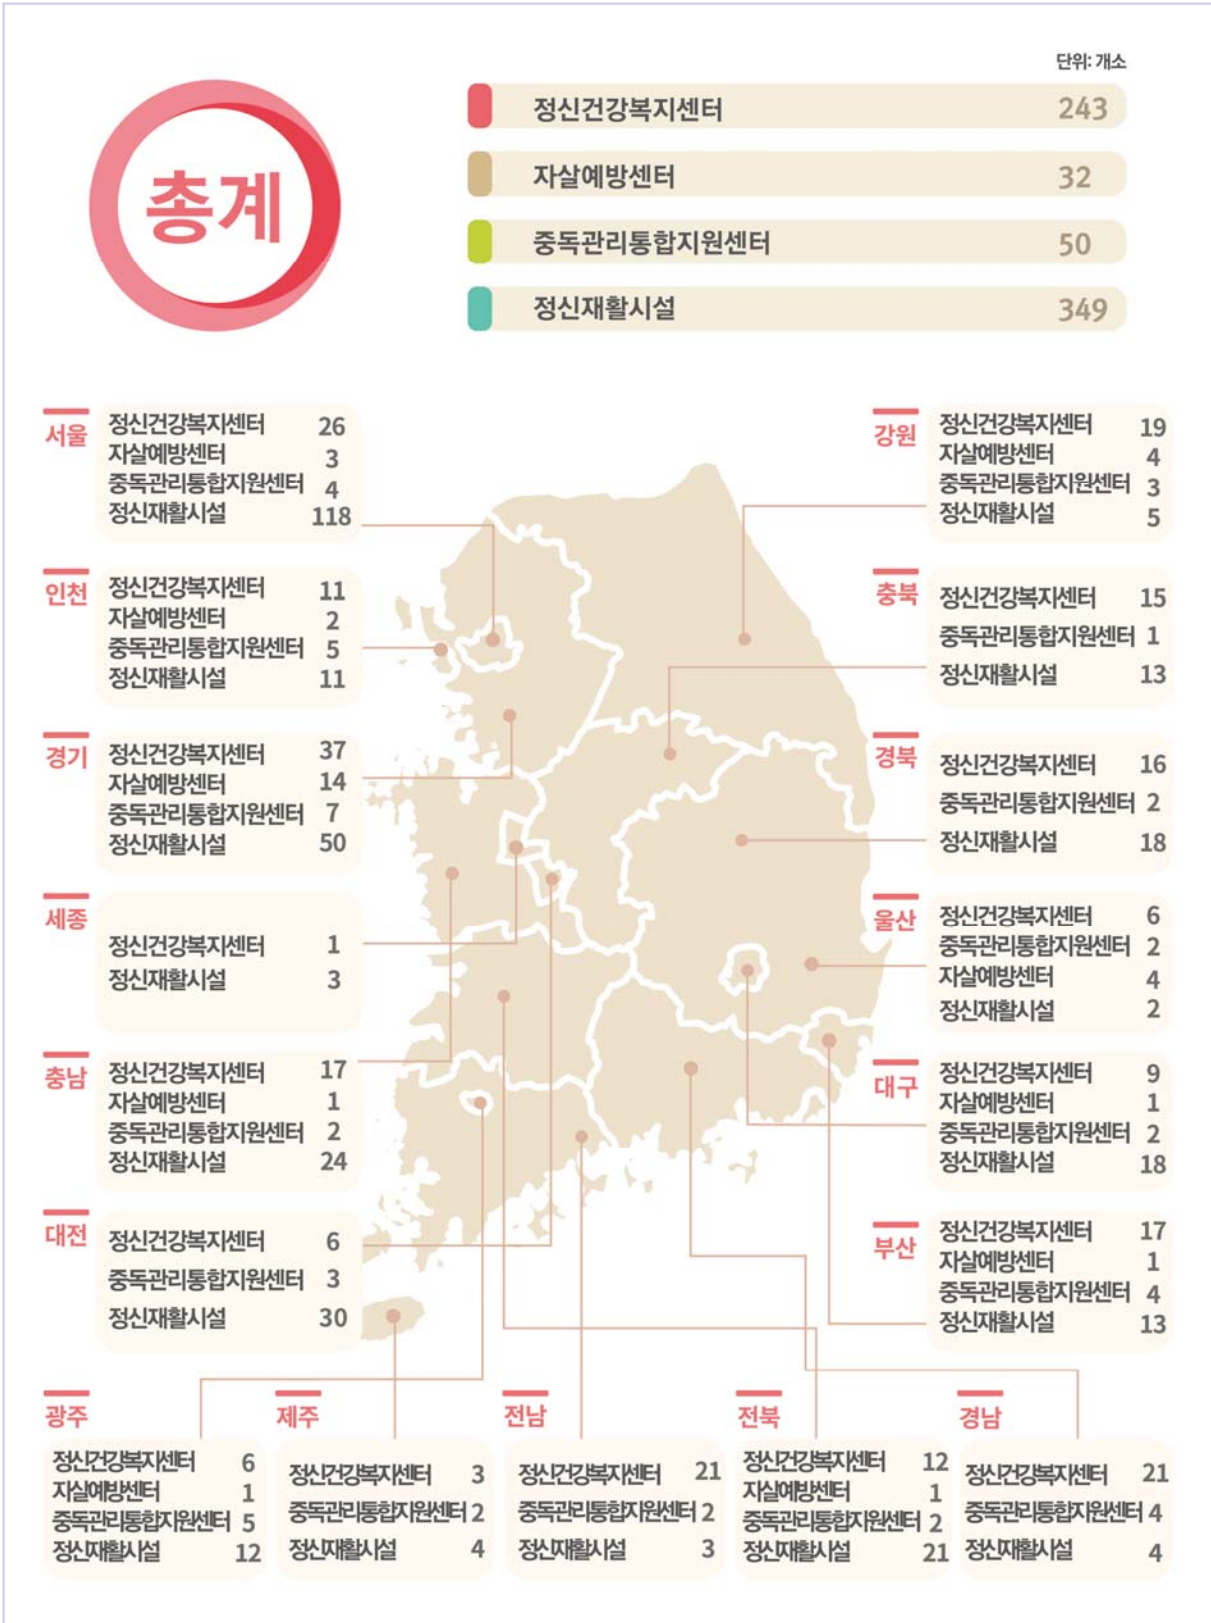 단위: 개소
총계
정신건강복지센터 243
자살예방센터 32
중독관리통합지원센터 50
정신재활시설 349
서울
정신건강복지센터 26
자살예방센터 3
중독관리통합지원센터 4
정신재활시설 118
강원
정신건강복지센터 19
자살예방센터 4
중독관리통합지원센터 3
정신재활시설 5
인천
정신건강복지센터 11
자살예방센터 2
중독관리통합지원센터 5
정신재활시설 11
충북
정신건강복지센터 15
중독관리통합지원센터 1
정신재활시설 13
경기
정신건강복지센터 37
자살예방센터 14
중독관리통합지원센터 7
정신재활시설 50
경북
정신건강복지센터 16
중독관리통합지원센터 2
정신재활시설 18
세종
정신건강복지센터 1
정신재활시설 3
울산
정신건강복지센터 6
중독관리통합지원센터 2
자살예방센터 4
정신재활시설 2
충남
정신건강복지센터 17
자살예방센터 1
중독관리통합지원센터 2
정신재활시설 24
대구
정신건강복지센터 9
자살예방센터 1
중독관리통합지원센터 2
정신재활시설 18
대전
정신건강복지센터 6
중독관리통합지원센터 3
정신재활시설 30
부산
정신건강복지센터 17
자살예방센터 1
중독관리통합지원센터 4
정신재활시설 13
광주
정신건강복지센터 6
자살예방센터 1
중독관리통합지원센터 5
정신재활시설 12
제주
정신건강복지센터 3
중독관리통합지원센터 2
정신재활시설 4
전남
정신건강복지센터 21
중독관리통합지원센터 2
정신재활시설 3
전북
정신건강복지센터 12
자살예방센터 1
중독관리통합지원센터 2
정신재활시설 21
경남
정신건강복지센터 21
중독관리통합지원센터 4
정신재활시설 4